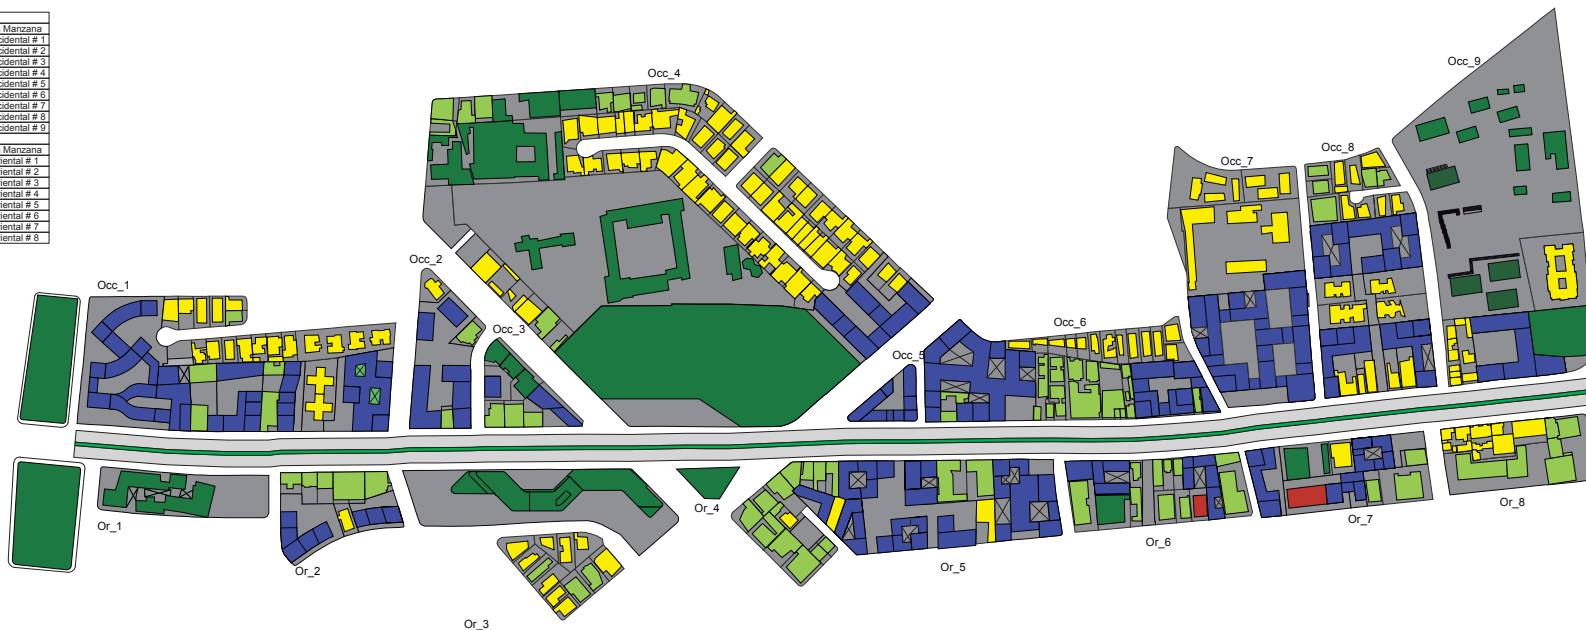 Manzana
cidental # 1
cidental # 2
cidental # 3
cidental # 4
cidental # 5
cidental # 6
cidental # 7
cidental # 8
cidental # 9
Manzana
iental # 1
iental # 2
iental # 3
iental # 4
iental # 5
iental # 6
iental # 7
iental # 8
Occ_1
Occ_2
Occ_3
Occ_4
Occ_5
Occ_6
Occ_7
Occ_8
Occ_9
Or_1
Or_2
Or_3
Or_4
Or_5
Or_6
Or_7
Or_8